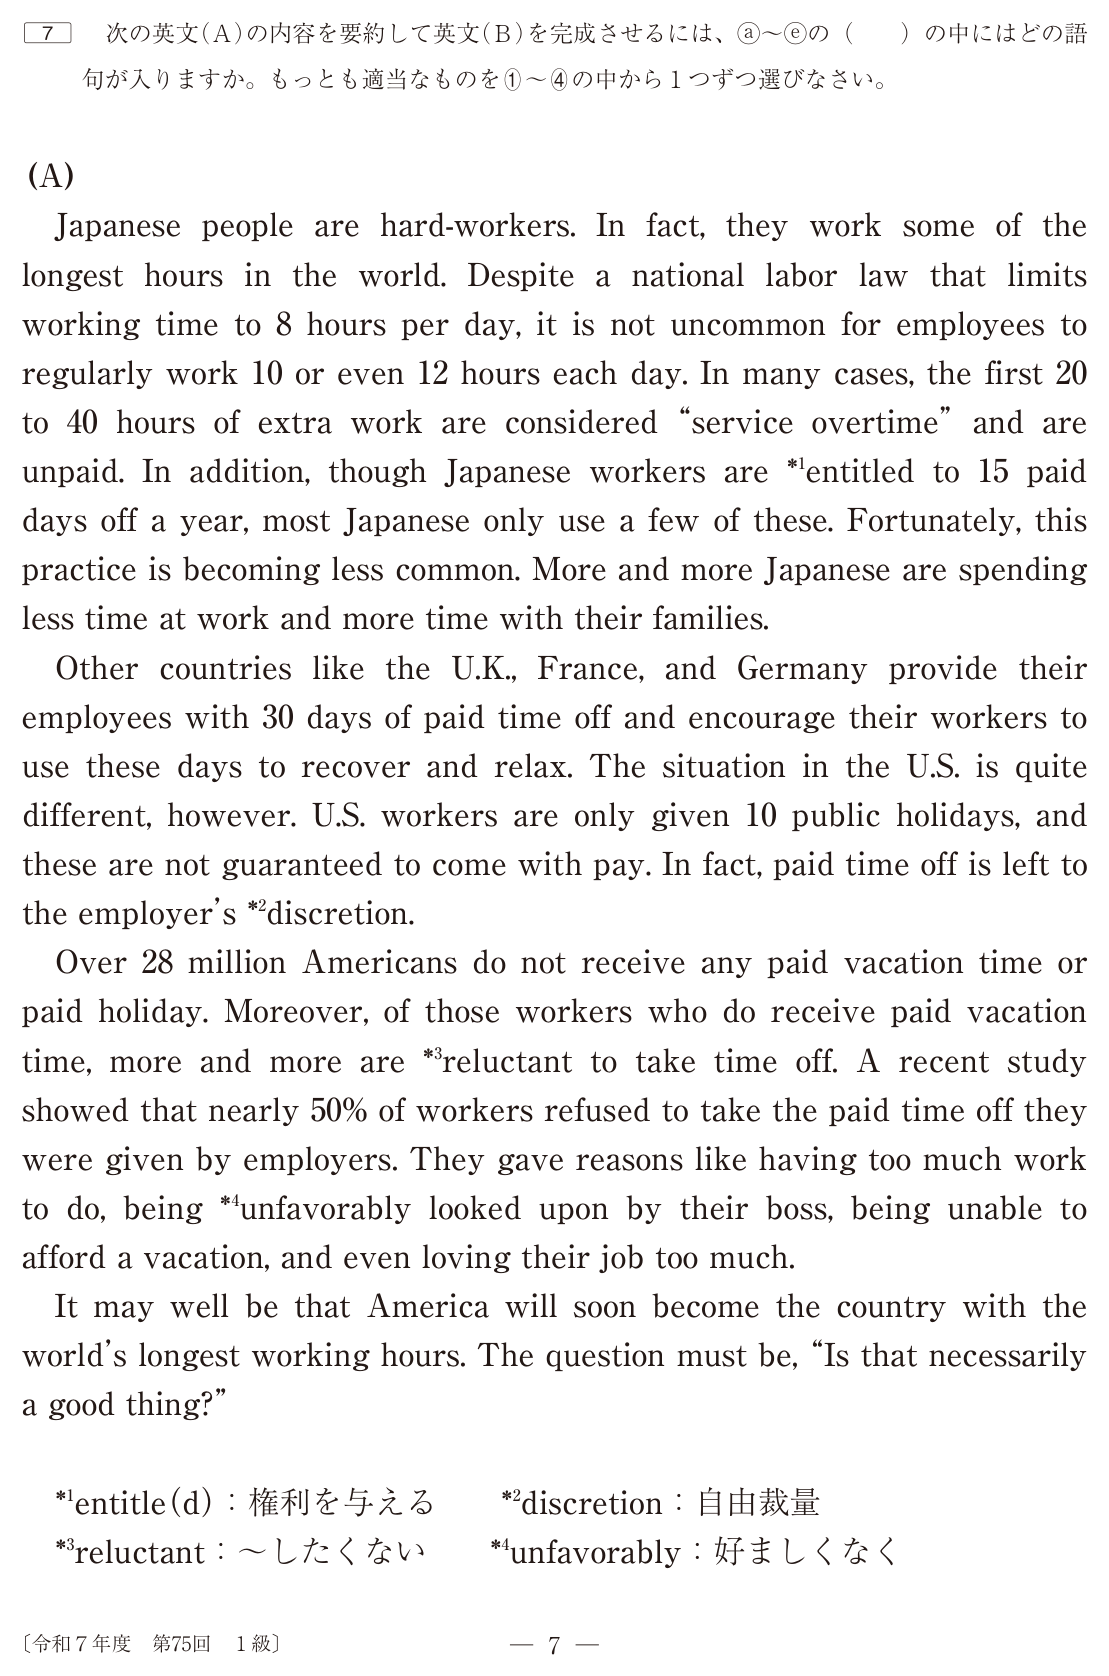 7 次の英文(A)の内容を要約して英文(B)を完成させるには、ⓐ～ⓔの（　　）の中にはどの語
句が入りますか。もっとも適当なものを①～④の中から１つずつ選びなさい。
(A)
Japanese people are hard-workers. In fact, they work some of the
longest hours in the world. Despite a national labor law that limits
working time to 8 hours per day, it is not uncommon for employees to
regularly work 10 or even 12 hours each day. In many cases, the first 20
to 40 hours of extra work are considered “service overtime” and are
unpaid. In addition, though Japanese workers are *1entitled to 15 paid
days off a year, most Japanese only use a few of these. Fortunately, this
practice is becoming less common. More and more Japanese are spending
less time at work and more time with their families.
Other countries like the U.K., France, and Germany provide their
employees with 30 days of paid time off and encourage their workers to
use these days to recover and relax. The situation in the U.S. is quite
different, however. U.S. workers are only given 10 public holidays, and
these are not guaranteed to come with pay. In fact, paid time off is left to
the employer’s *2discretion.
Over 28 million Americans do not receive any paid vacation time or
paid holiday. Moreover, of those workers who do receive paid vacation
time, more and more are *3reluctant to take time off. A recent study
showed that nearly 50% of workers refused to take the paid time off they
were given by employers. They gave reasons like having too much work
to do, being *4unfavorably looked upon by their boss, being unable to
afford a vacation, and even loving their job too much.
It may well be that America will soon become the country with the
world’s longest working hours. The question must be, “Is that necessarily
a good thing?”
*1entitle(d)：権利を与える　*2discretion：自由裁量
*3reluctant：～したくない　*4unfavorably：好ましくなく
〔令和７年度　第75回　１級〕　― 7 ―